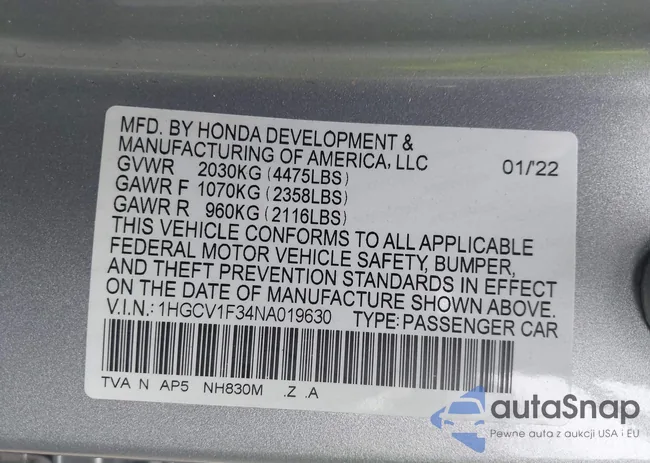 MFD. BY HONDA DEVELOPMENT &
MANUFACTURING OF AMERICA, LLC
GVWR 2030KG (4475LBS) 01/22
GAWR F 1070KG (2358LBS)
GAWR R 960KG (2116LBS)
THIS VEHICLE CONFORMS TO ALL APPLICABLE
FEDERAL MOTOR VEHICLE SAFETY, BUMPER,
AND THEFT PREVENTION STANDARDS IN EFFECT
ON THE DATE OF MANUFACTURE SHOWN ABOVE.
V.I.N.: 1HGCV1F34NA019630 TYPE: PASSENGER CAR
TVA N AP5 NH830M .Z .A
autaSnap
Pewne auta z aukcji USA i EU